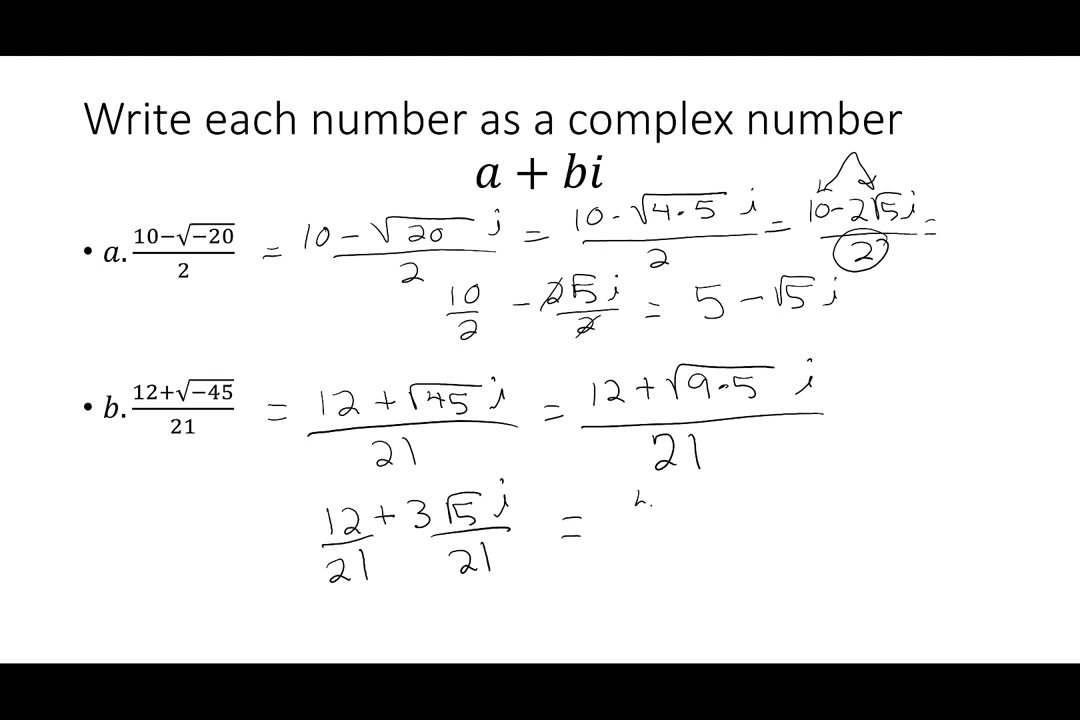 Write each number as a complex number
a + bi
• a. (10−√−20)/2 = (10 − √20 i)/2 = (10 - √4·5 i)/2 = (10 - 2√5 i)/2 =
10/2 - 2√5 i/2 = 5 - √5 i
• b. (12+√−45)/21 = (12 + √45 i)/21 = (12 + √9·5 i)/21
12/21 + 3√5 i/21 =